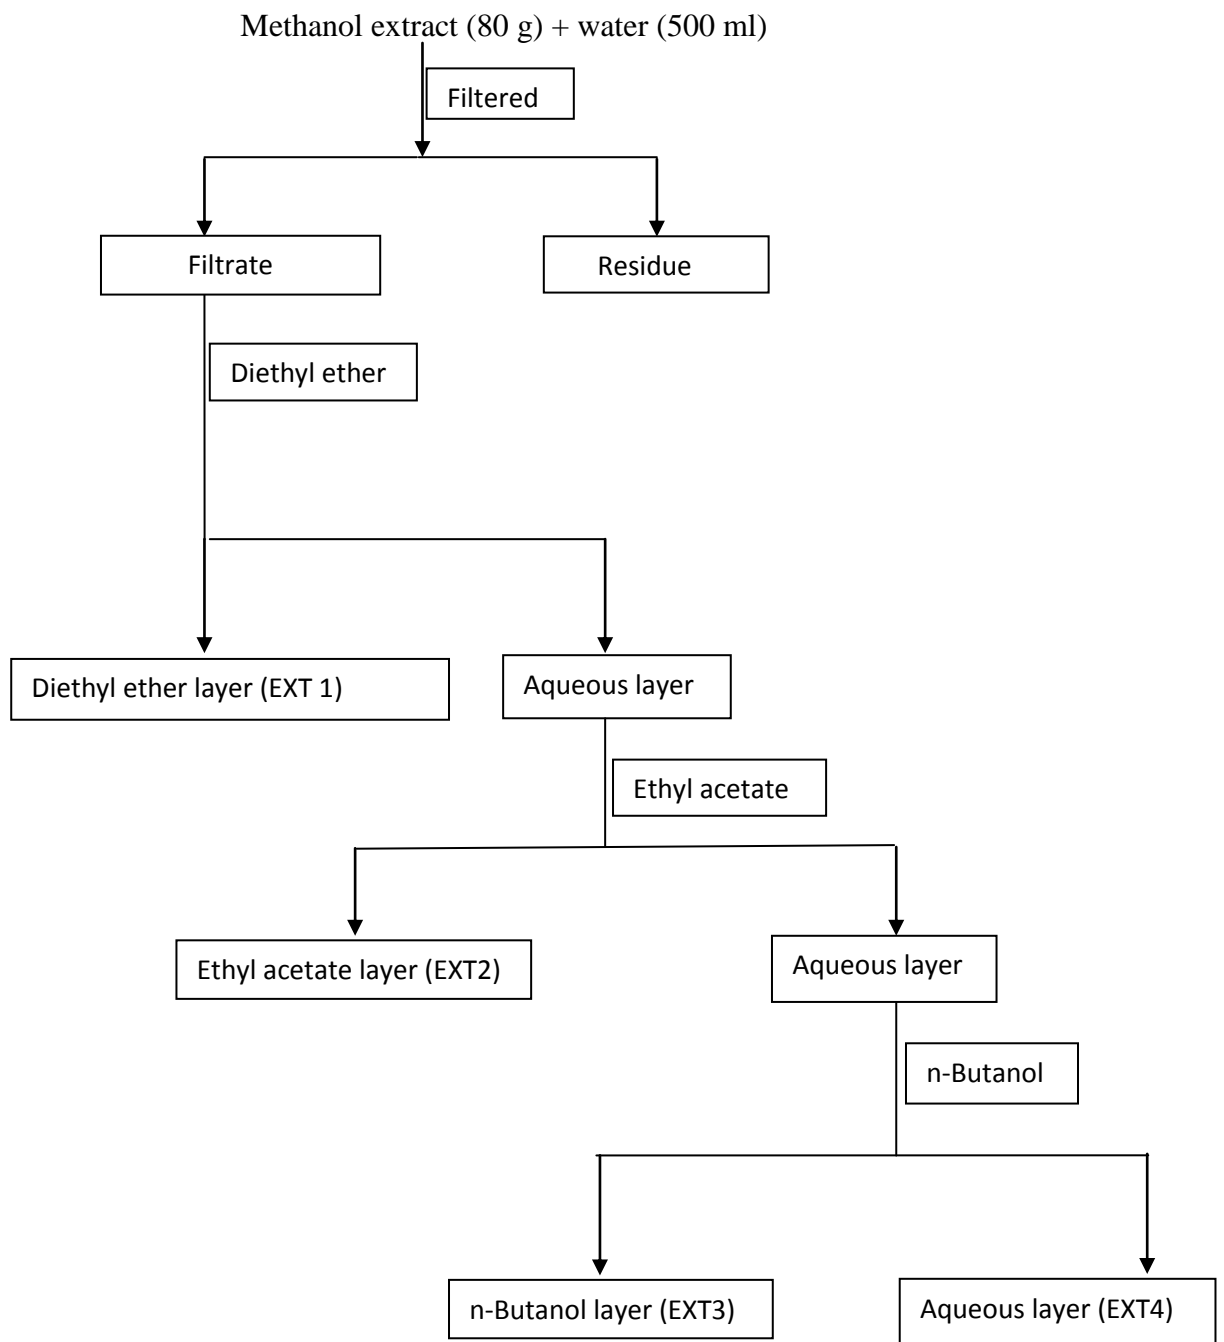 Methanol extract (80 g) + water (500 ml)
Filtered
Filtrate
Residue
Diethyl ether
Diethyl ether layer (EXT 1)
Aqueous layer
Ethyl acetate
Ethyl acetate layer (EXT2)
Aqueous layer
n-Butanol
n-Butanol layer (EXT3)
Aqueous layer (EXT4)